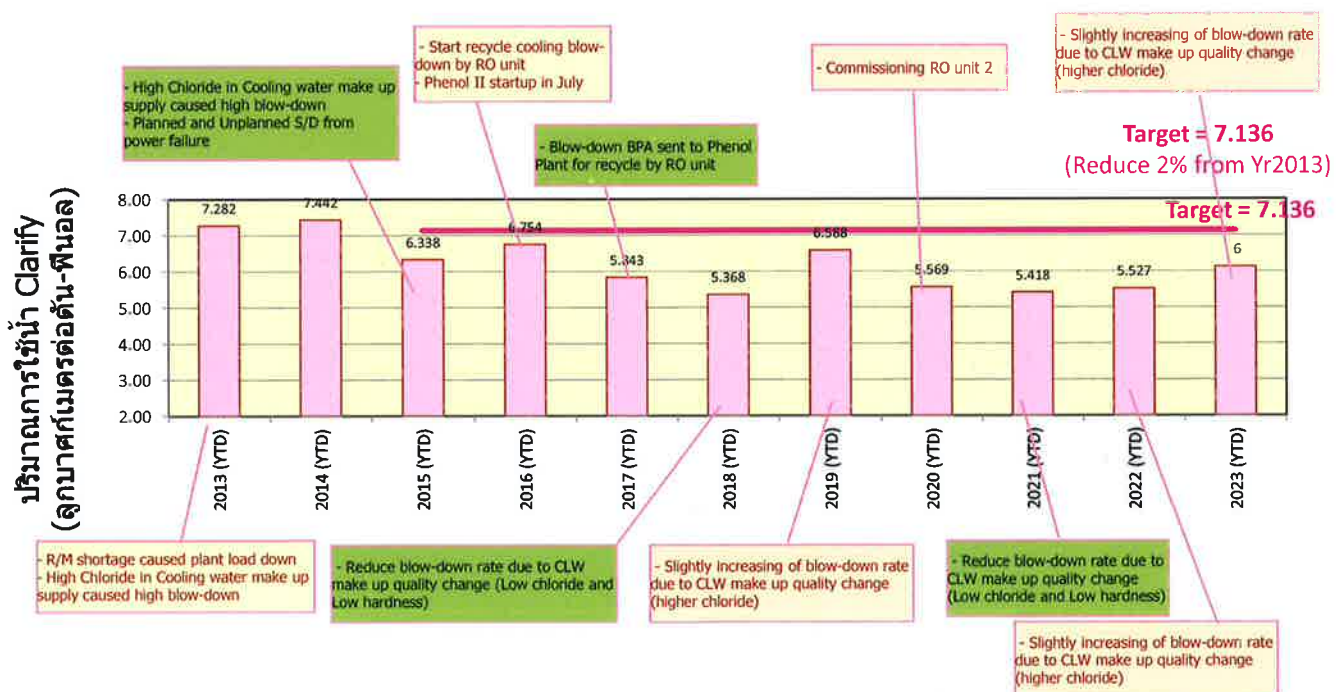 - Start recycle cooling blow-
down by RO unit
- Phenol II startup in July
- Slightly increasing of blow-down rate
due to CLW make up quality change
(higher chloride)
- High Chloride in Cooling water make up
supply caused high blow-down
- Planned and Unplanned S/D from
power failure
- Commissioning RO unit 2
- Blow-down BPA sent to Phenol
Plant for recycle by RO unit
Target = 7.136
(Reduce 2% from Yr2013)
Target = 7.136
ปริมาณการใช้น้ำ Clarify
(ลูกบาศก์เมตรต่อตัน-ฟีนอล)
8.00
7.00
6.00
5.00
4.00
3.00
2.00
7.282
7.442
6.338
6.754
5.843
5.368
6.588
5.569
5.418
5.527
6
2013 (YTD)
2014 (YTD)
2015 (YTD)
2016 (YTD)
2017 (YTD)
2018 (YTD)
2019 (YTD)
2020 (YTD)
2021 (YTD)
2022 (YTD)
2023 (YTD)
- R/M shortage caused plant load down
- High Chloride in Cooling water make up
supply caused high blow-down
- Reduce blow-down rate due to CLW
make up quality change (Low chloride and
Low hardness)
- Slightly increasing of blow-down rate
due to CLW make up quality change
(higher chloride)
- Reduce blow-down rate due to
CLW make up quality change
(Low chloride and Low hardness)
- Slightly increasing of blow-down rate
due to CLW make up quality change
(higher chloride)